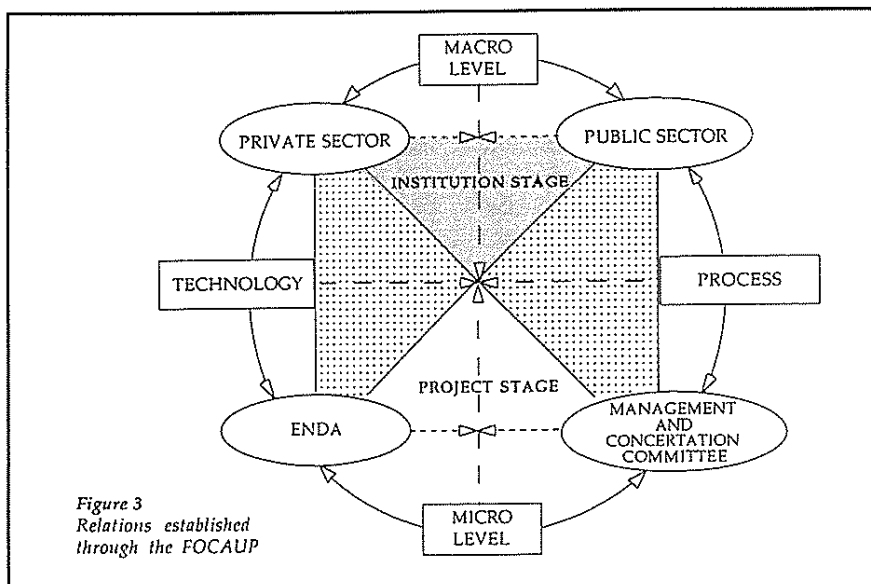 MACRO
LEVEL
PRIVATE SECTOR
PUBLIC SECTOR
INSTITUTION STAGE
TECHNOLOGY
PROCESS
PROJECT STAGE
ENDA
MANAGEMENT
AND
CONCERTATION
COMMITTEE
MICRO
LEVEL
Figure 3
Relations established
through the FOCAUP